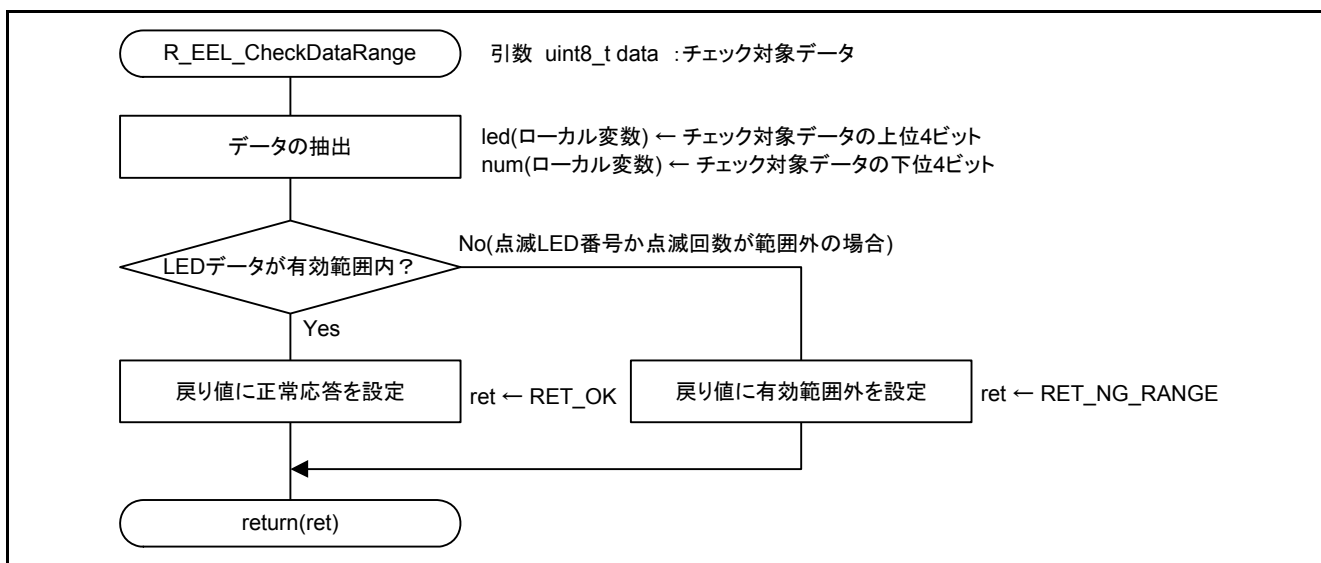 R_EEL_CheckDataRange
引数 uint8_t data :チェック対象データ
データの抽出
led(ローカル変数) ← チェック対象データの上位4ビット
num(ローカル変数) ← チェック対象データの下位4ビット
LEDデータが有効範囲内?
No(点滅LED番号か点滅回数が範囲外の場合)
Yes
戻り値に正常応答を設定
ret ← RET_OK
戻り値に有効範囲外を設定
ret ← RET_NG_RANGE
return(ret)